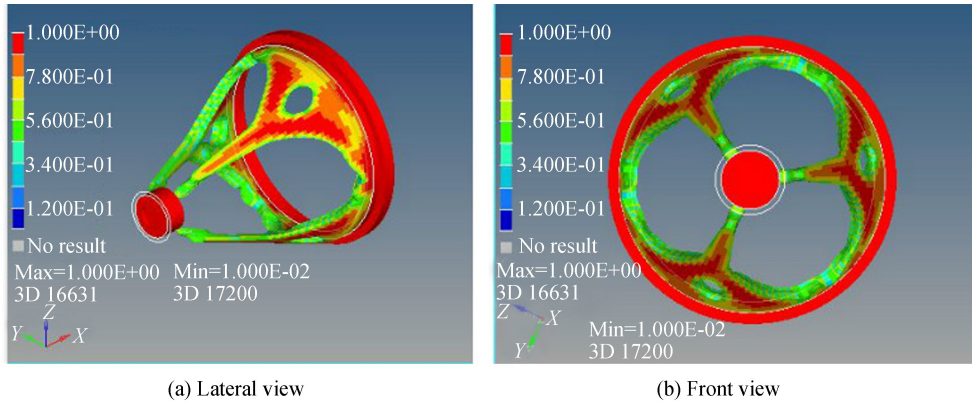 1.000E+00
7.800E-01
5.600E-01
3.400E-01
1.200E-01
No result
Max=1.000E+00 Min=1.000E-02
3D 16631 3D 17200
Z
Y X
(a) Lateral view
1.000E+00
7.800E-01
5.600E-01
3.400E-01
1.200E-01
No result
Max=1.000E+00
3D 16631
Z X
Y
Min=1.000E-02
3D 17200
(b) Front view